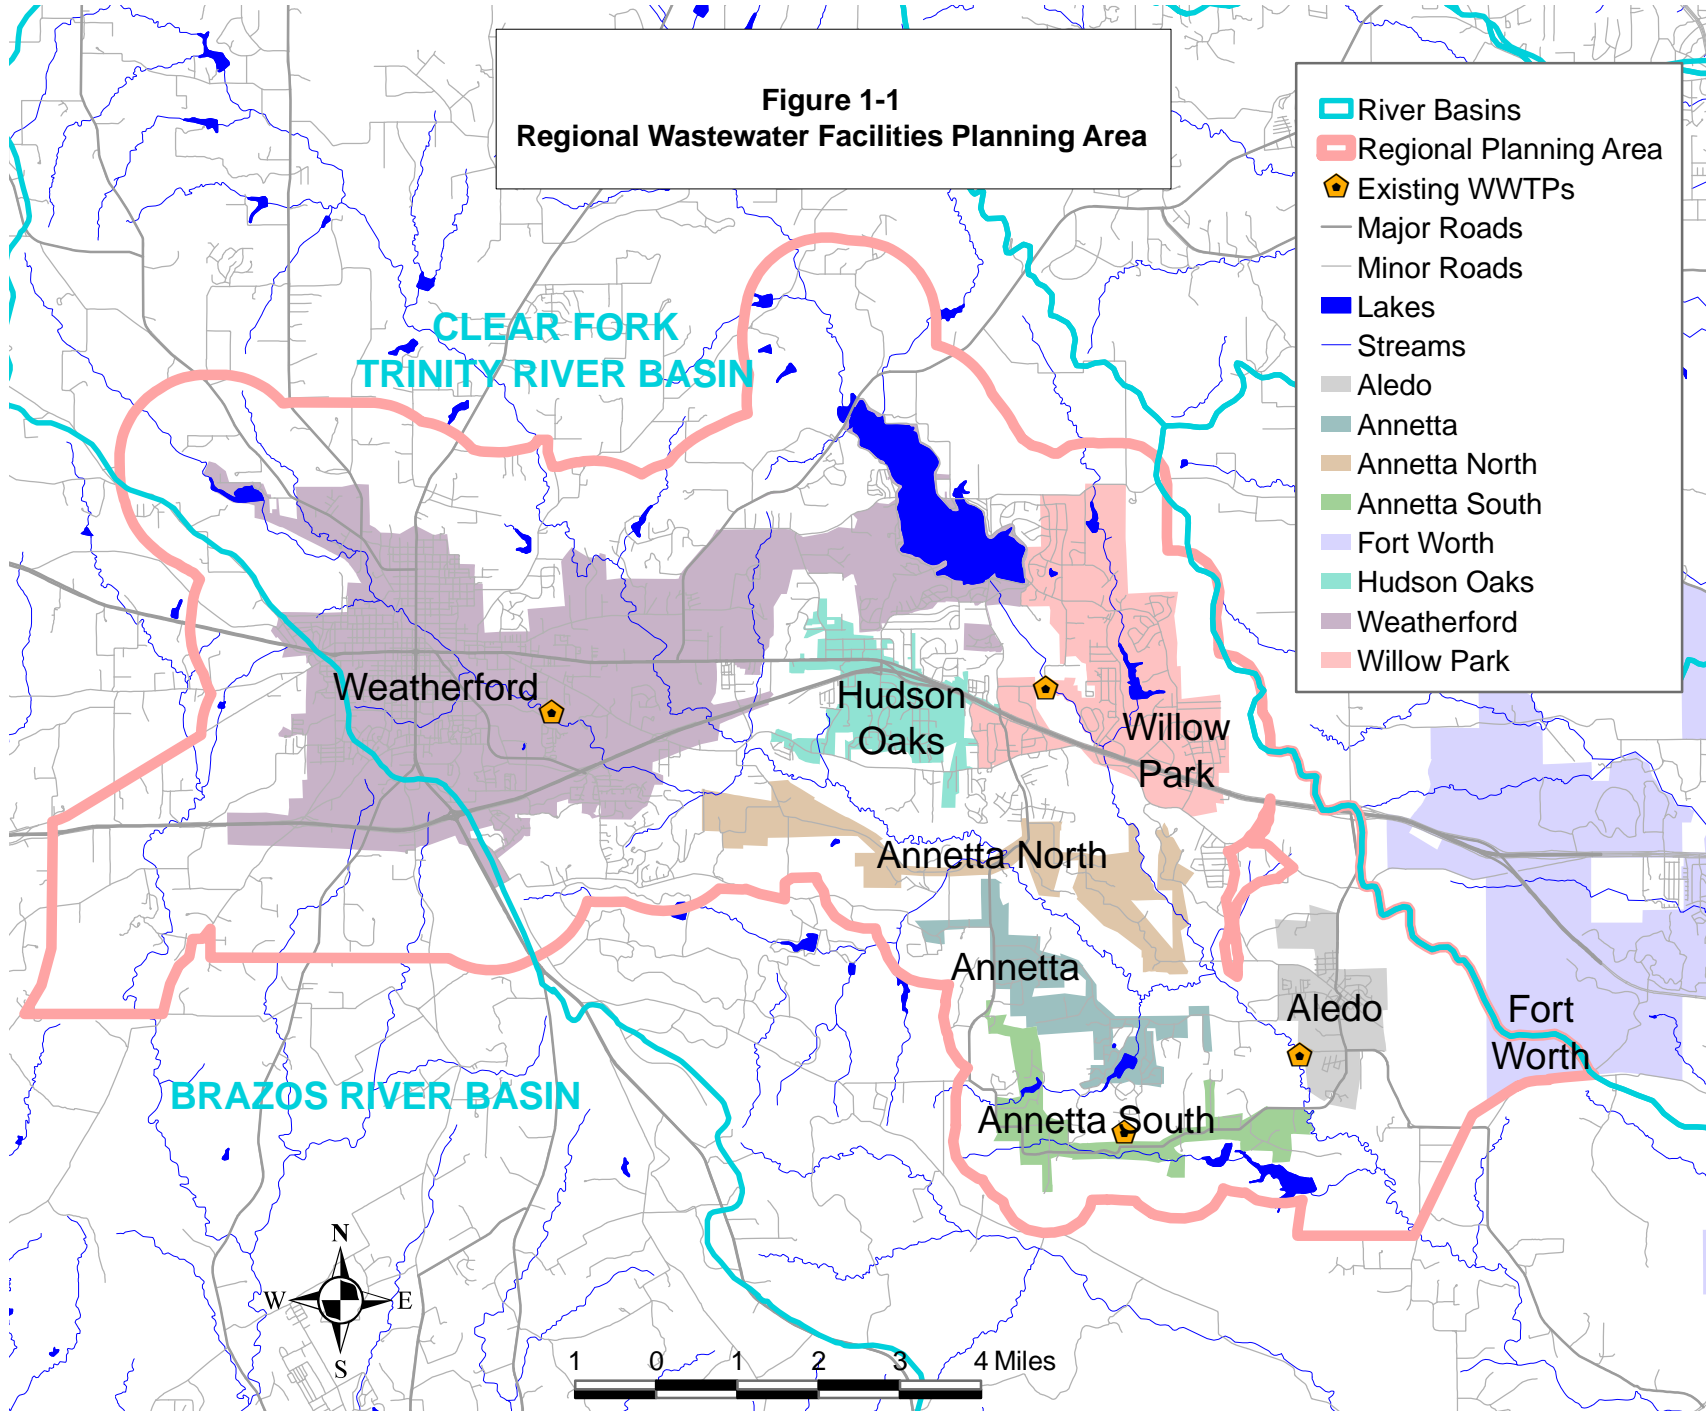 Figure 1-1
Regional Wastewater Facilities Planning Area
River Basins
Regional Planning Area
Existing WWTPs
Major Roads
Minor Roads
Lakes
Streams
Aledo
Annetta
Annetta North
Annetta South
Fort Worth
Hudson Oaks
Weatherford
Willow Park
CLEAR FORK
TRINITY RIVER BASIN
Weatherford
Hudson
Oaks
Willow
Park
Annetta North
Annetta
Aledo
Fort
Worth
Annetta South
BRAZOS RIVER BASIN
N
W E
S
1 0 1 2 3 4 Miles